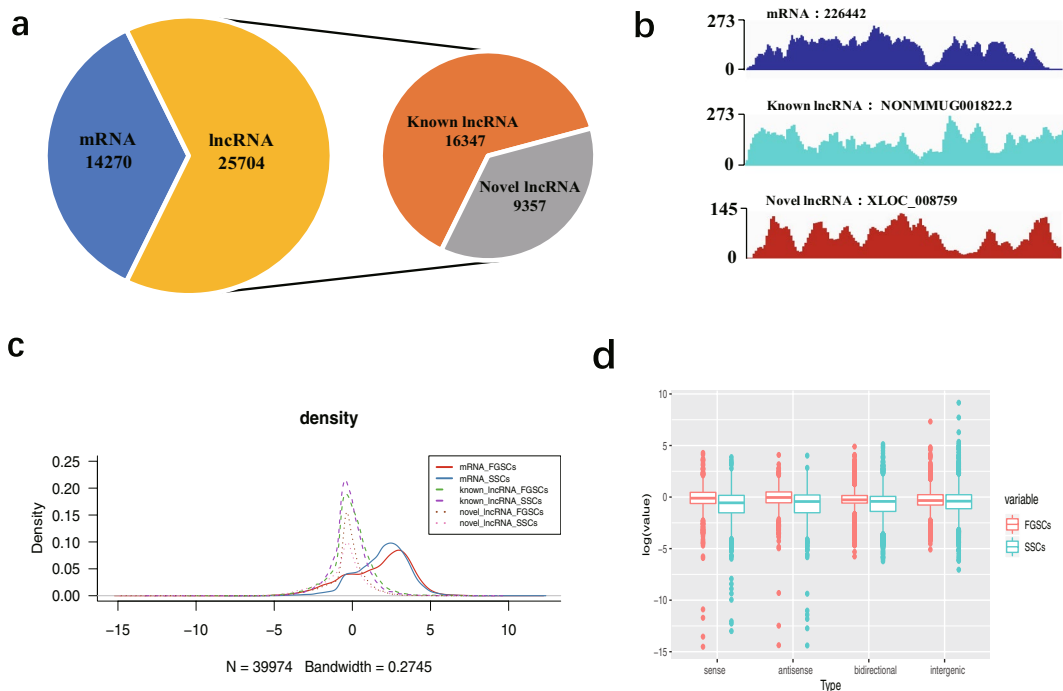 a
mRNA
14270
lncRNA
25704
Known lncRNA
16347
Novel lncRNA
9357
b
mRNA：226442
273
0
Known lncRNA： NONMMUG001822.2
273
0
Novel lncRNA：XLOC_008759
145
0
c
density
Density
0.25
0.20
0.15
0.10
0.05
0.00
−15
−10
−5
0
5
10
N = 39974 Bandwidth = 0.2745
mRNA_FGSCs
mRNA_SSCs
known_lncRNA_FGSCs
known_lncRNA_SSCs
novel_lncRNA_FGSCs
novel_lncRNA_SSCs
d
log(value)
10
5
0
−5
−10
−15
sense
antisense
bidirectional
intergenic
Type
variable
FGSCs
SSCs